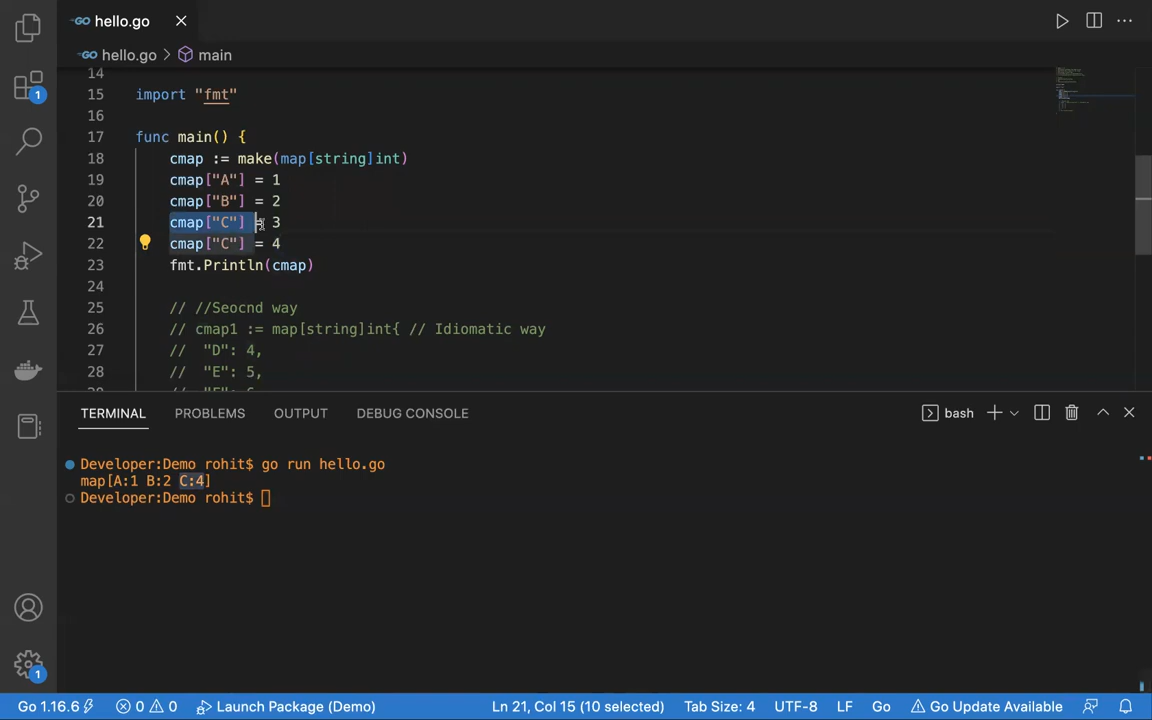 GO hello.go
GO hello.go > main
14
15 import "fmt"
16
17 func main() {
18 cmap := make(map[string]int)
19 cmap["A"] = 1
20 cmap["B"] = 2
21 cmap["C"] = 3
22 cmap["C"] = 4
23 fmt.Println(cmap)
24
25 // //Seocnd way
26 // cmap1 := map[string]int{ // Idiomatic way
27 // "D": 4,
28 // "E": 5,
TERMINAL PROBLEMS OUTPUT DEBUG CONSOLE bash
Developer:Demo rohit$ go run hello.go
map[A:1 B:2 C:4]
Developer:Demo rohit$
1
1
Go 1.16.6 0 0 Launch Package (Demo) Ln 21, Col 15 (10 selected) Tab Size: 4 UTF-8 LF Go Go Update Available